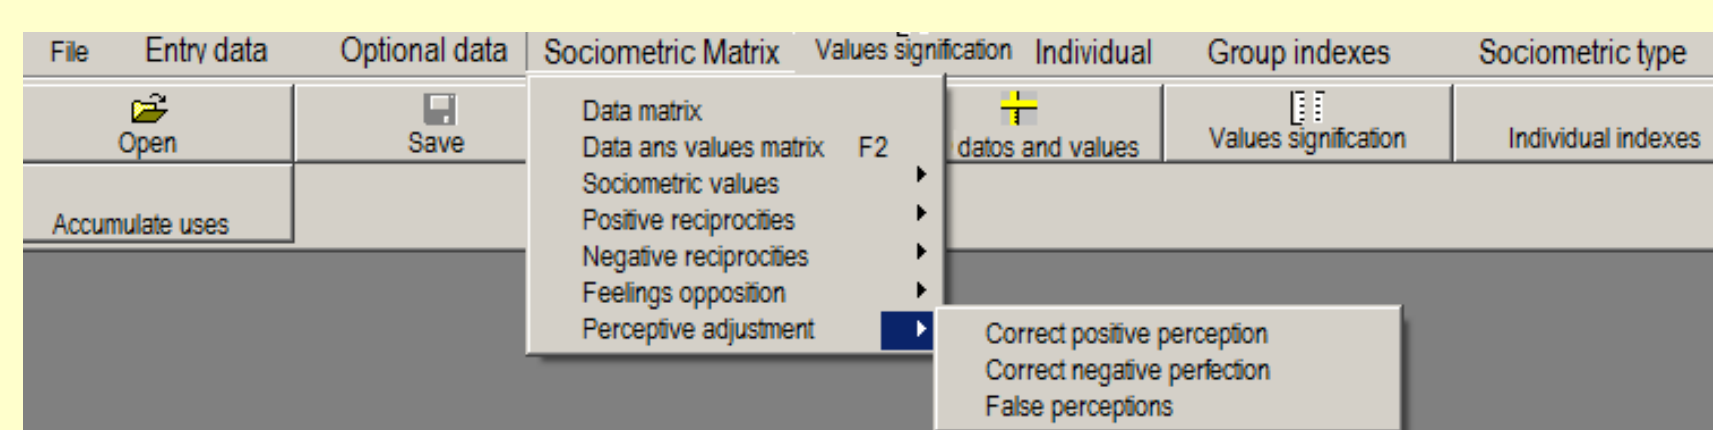 File Entry data Optional data Sociometric Matrix Values signification Individual Group indexes Sociometric type
Open Save datos and values Values signification Individual indexes
Accumulate uses
Data matrix
Data ans values matrix F2
Sociometric values
Positive reciprocities
Negative reciprocities
Feelings opposition
Perceptive adjustment
Correct positive perception
Correct negative perfection
False perceptions